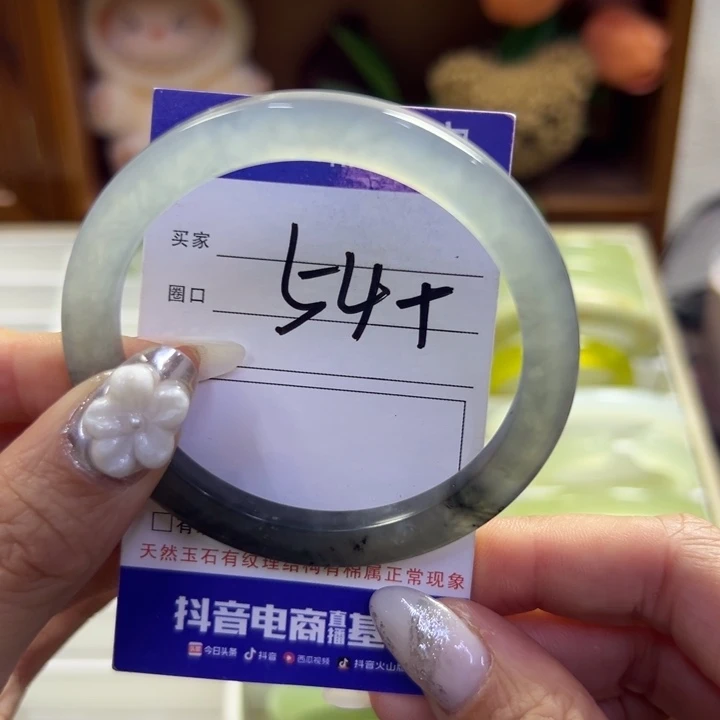 买家
圈口
54+
天然玉石有纹理结构有棉属正常现象
抖音电商直播基
今日头条 抖音 西瓜视频 抖音火山